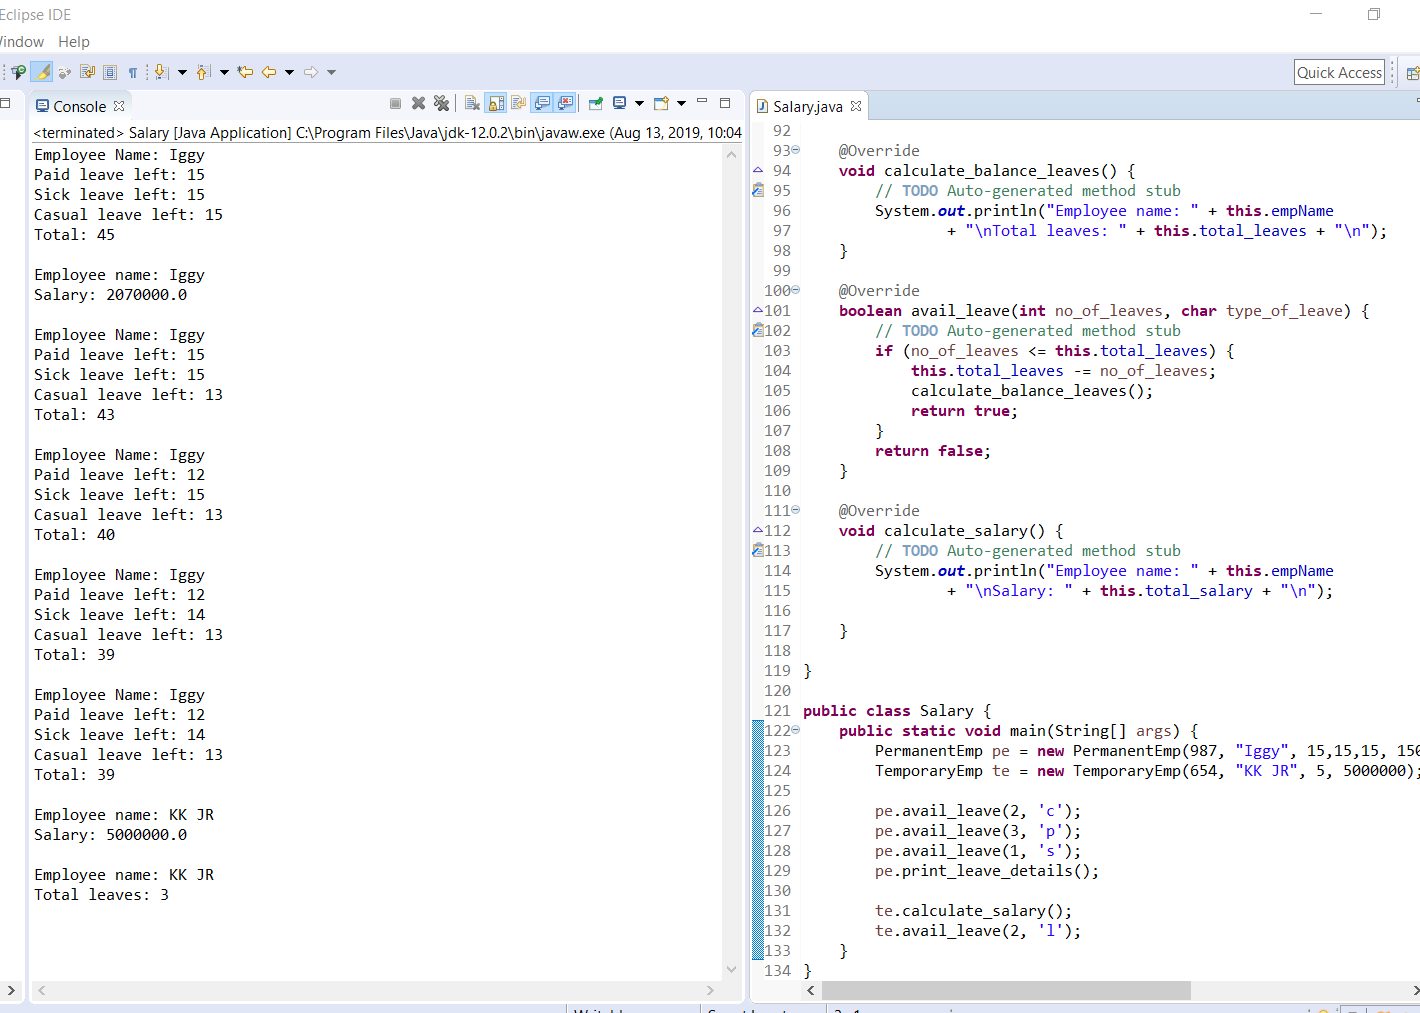 Eclipse IDE
Window Help
Quick Access
Console
<terminated> Salary [Java Application] C:\Program Files\Java\jdk-12.0.2\bin\javaw.exe (Aug 13, 2019, 10:04
Employee Name: Iggy
Paid leave left: 15
Sick leave left: 15
Casual leave left: 15
Total: 45
Employee name: Iggy
Salary: 2070000.0
Employee Name: Iggy
Paid leave left: 15
Sick leave left: 15
Casual leave left: 13
Total: 43
Employee Name: Iggy
Paid leave left: 12
Sick leave left: 15
Casual leave left: 13
Total: 40
Employee Name: Iggy
Paid leave left: 12
Sick leave left: 14
Casual leave left: 13
Total: 39
Employee Name: Iggy
Paid leave left: 12
Sick leave left: 14
Casual leave left: 13
Total: 39
Employee name: KK JR
Salary: 5000000.0
Employee name: KK JR
Total leaves: 3
Salary.java
92
93 @Override
94 void calculate_balance_leaves() {
95 // TODO Auto-generated method stub
96 System.out.println("Employee name: " + this.empName
97 + "\nTotal leaves: " + this.total_leaves + "\n");
98 }
99
100 @Override
101 boolean avail_leave(int no_of_leaves, char type_of_leave) {
102 // TODO Auto-generated method stub
103 if (no_of_leaves <= this.total_leaves) {
104 this.total_leaves -= no_of_leaves;
105 calculate_balance_leaves();
106 return true;
107 }
108 return false;
109 }
110
111 @Override
112 void calculate_salary() {
113 // TODO Auto-generated method stub
114 System.out.println("Employee name: " + this.empName
115 + "\nSalary: " + this.total_salary + "\n");
116
117 }
118
119 }
120
121 public class Salary {
122 public static void main(String[] args) {
123 PermanentEmp pe = new PermanentEmp(987, "Iggy", 15,15,15, 150
124 TemporaryEmp te = new TemporaryEmp(654, "KK JR", 5, 5000000);
125
126 pe.avail_leave(2, 'c');
127 pe.avail_leave(3, 'p');
128 pe.avail_leave(1, 's');
129 pe.print_leave_details();
130
131 te.calculate_salary();
132 te.avail_leave(2, 'l');
133 }
134 }